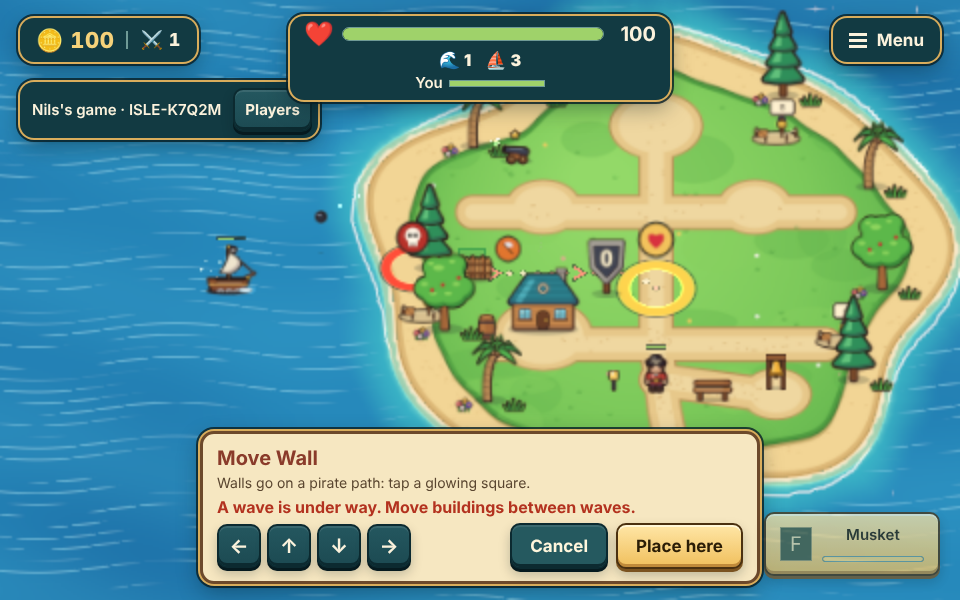 100 | 1
100
1 3
You
Menu
Nils's game · ISLE-K7Q2M
Players
0
Move Wall
Walls go on a pirate path: tap a glowing square.
A wave is under way. Move buildings between waves.
← ↑ ↓ →
Cancel
Place here
F
Musket